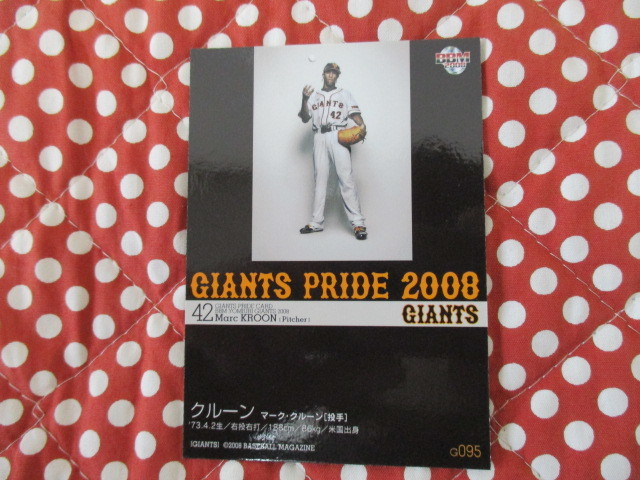 BBM
2008
GIANTS
42
GIANTS PRIDE 2008
42 GIANTS PRIDE CARD
BBM YOMIURI GIANTS 2008
Marc KROON [Pitcher]
GIANTS
クルーン マーク・クルーン[投手]
'73.4.2生/右投右打/188cm/86kg/米国出身
(GIANTS) ©2008 BASEBALL MAGAZINE
G095